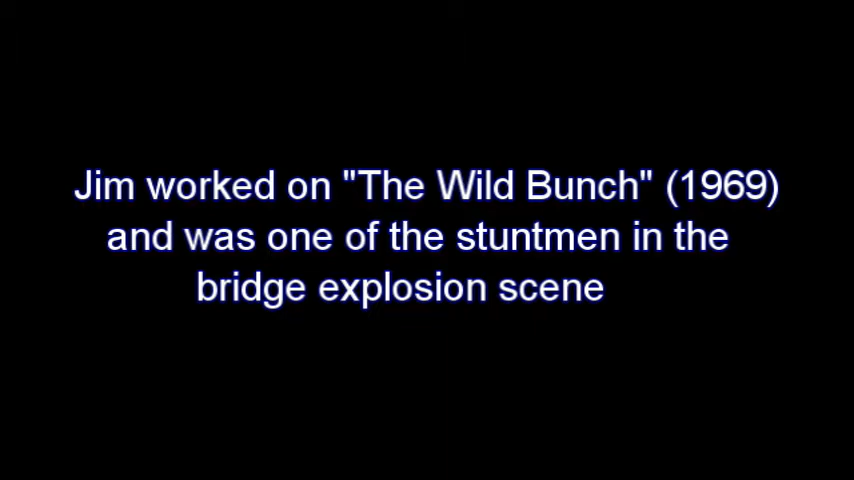 Jim worked on "The Wild Bunch" (1969)
and was one of the stuntmen in the
bridge explosion scene